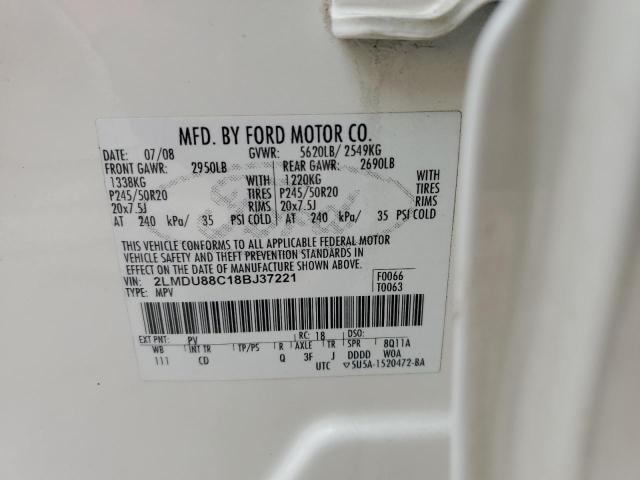 MFD. BY FORD MOTOR CO.
DATE: 07/08 GVWR: 5620LB/ 2549KG
FRONT GAWR: 2950LB REAR GAWR: 2690LB
1338KG WITH 1220KG WITH
P245/50R20 TIRES P245/50R20 TIRES
20x7.5J RIMS 20x7.5J RIMS
AT 240 kPa/ 35 PSI COLD AT 240 kPa/ 35 PSI COLD
THIS VEHICLE CONFORMS TO ALL APPLICABLE FEDERAL MOTOR
VEHICLE SAFETY AND THEFT PREVENTION STANDARDS IN
EFFECT ON THE DATE OF MANUFACTURE SHOWN ABOVE.
VIN: 2LMDU88C18BJ37221 F0066
TYPE: MPV T0063
EXT PNT: PV RC: 18 DSO:
WB INT TR TP/PS R AXLE TR SPR 8Q11A
111 CD Q 3F J DDDD WOA
UTC ▽5U5A-1520472-BA